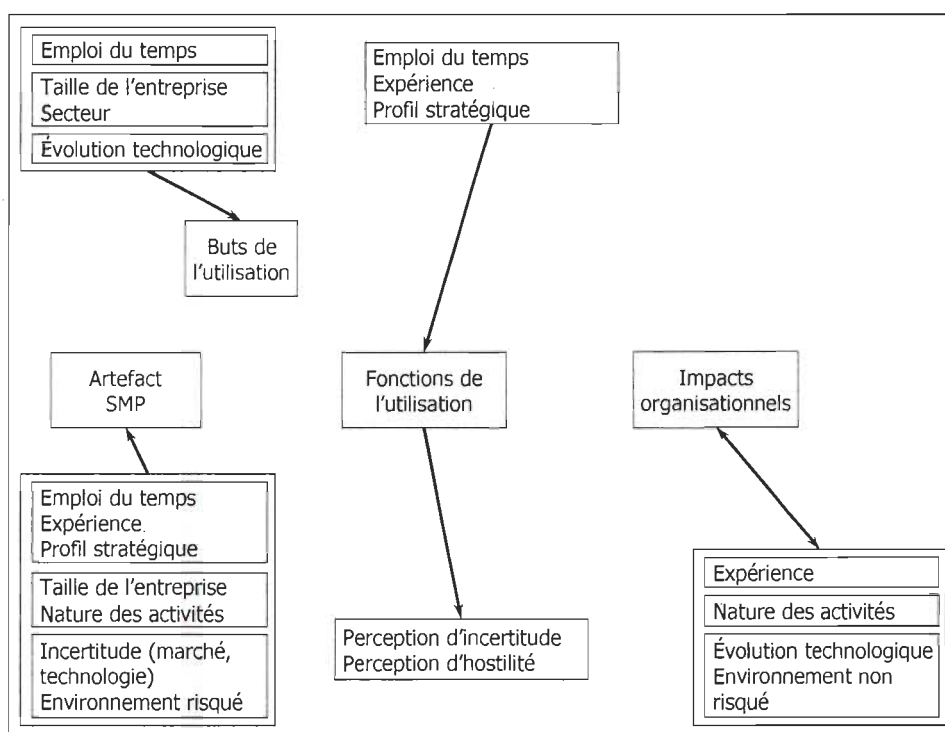 Emploi du temps
Taille de l'entreprise
Secteur
Évolution technologique
Emploi du temps
Expérience
Profil stratégique
Buts de
l'utilisation
Artefact
SMP
Fonctions de
l'utilisation
Impacts
organisationnels
Emploi du temps
Expérience.
Profil stratégique
Taille de l'entreprise
Nature des activités
Incertitude (marché,
technologie)
Environnement risqué
Perception d'incertitude
Perception d'hostilité
Expérience
Nature des activités
Évolution technologique
Environnement non
risqué